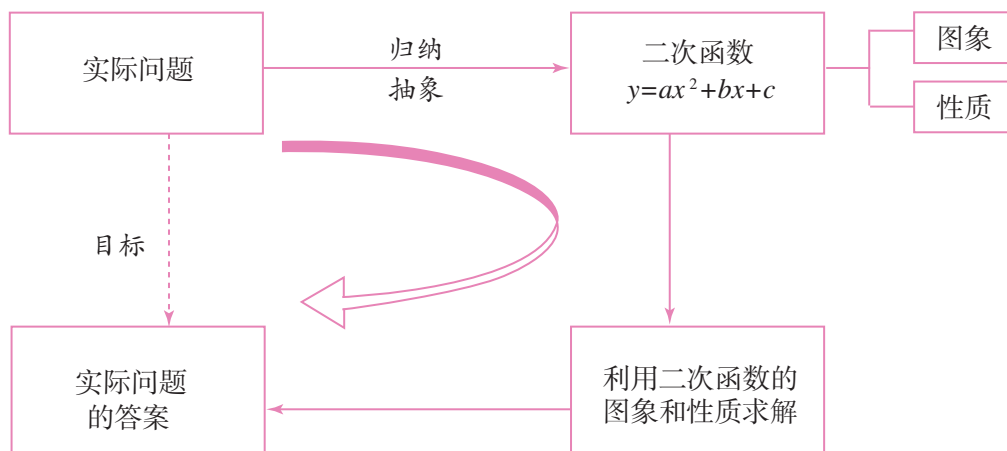 实际问题
归纳
抽象
二次函数
y=ax²+bx+c
图象
性质
目标
实际问题
的答案
利用二次函数的
图象和性质求解